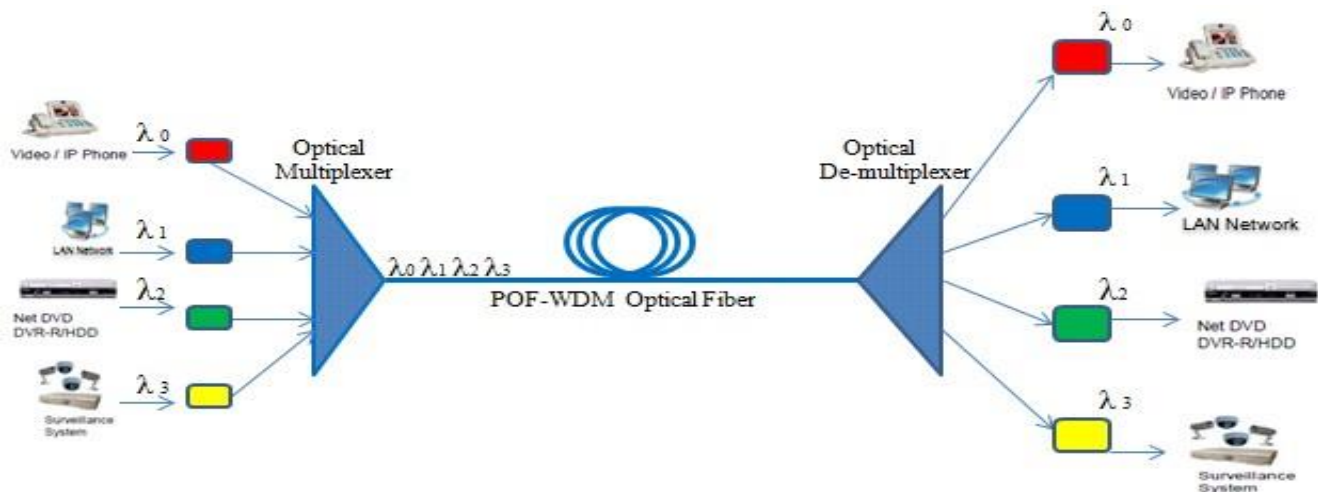 λ 0
Video / IP Phone
Optical
Multiplexer
λ 1
LAN Network
λ2
Net DVD
DVR-R/HDD
λ 3
Surveillance
System
λ0 λ1 λ2 λ3
POF-WDM Optical Fiber
Optical
De-multiplexer
λ 0
Video / IP Phone
λ 1
LAN Network
λ2
Net DVD
DVR-R/HDD
λ 3
Surveillance
System